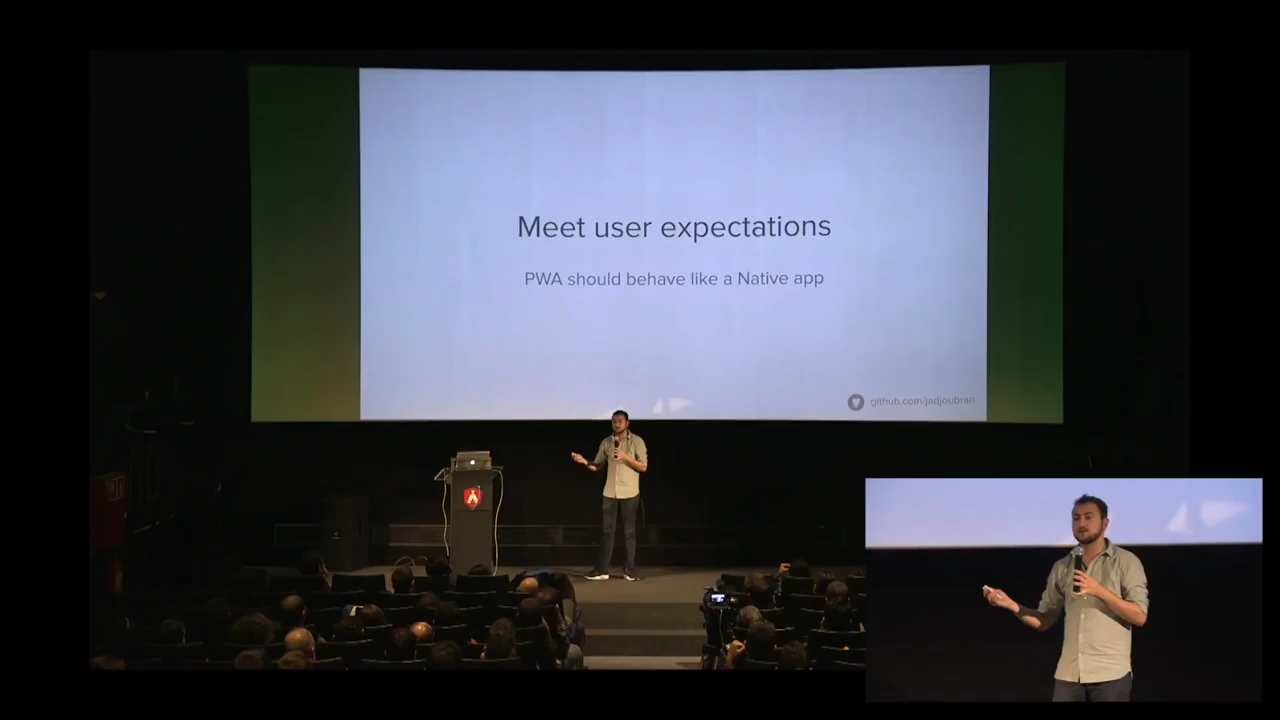 Meet user expectations
PWA should behave like a Native app
github.com/jadjoubran